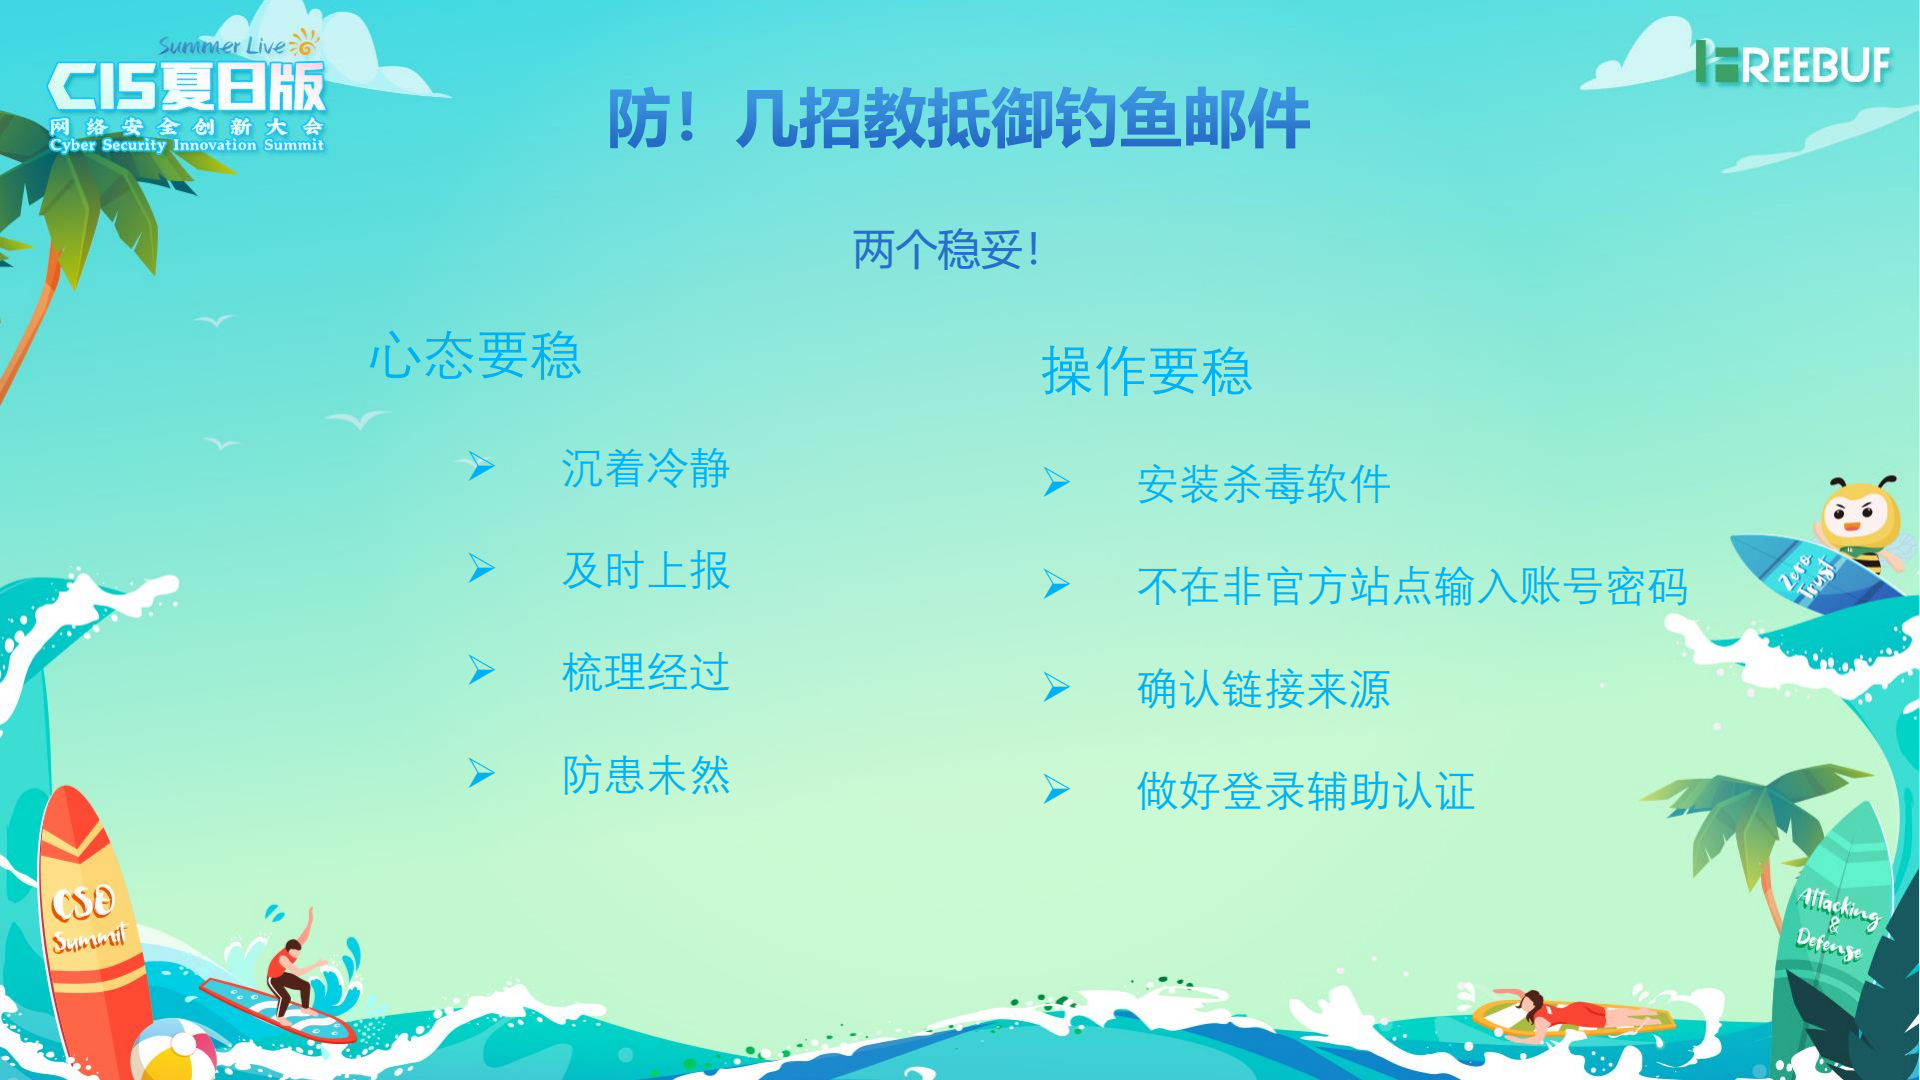 Summer Live
CIS夏日版
网络安全创新大会
Cyber Security Innovation Summit
FREEBUF
防！几招教抵御钓鱼邮件
两个稳妥！
心态要稳
沉着冷静
及时上报
梳理经过
防患未然
操作要稳
安装杀毒软件
不在非官方站点输入账号密码
确认链接来源
做好登录辅助认证
Zero
Trust
CSO
Summit
Attacking
&
Defense